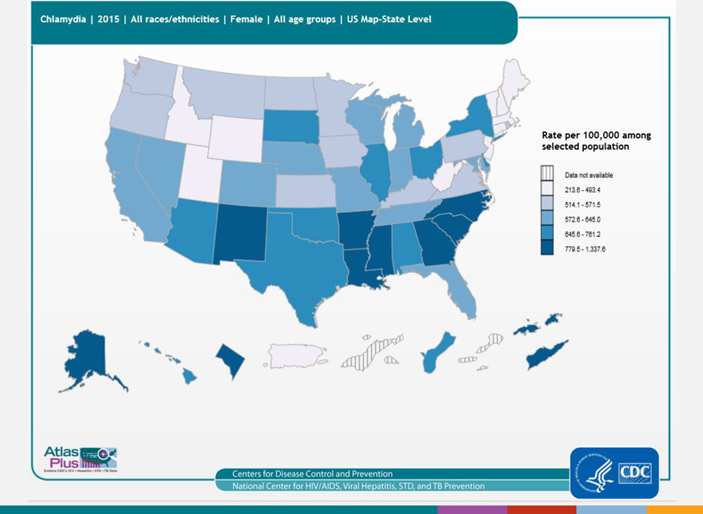 Chlamydia | 2015 | All races/ethnicities | Female | All age groups | US Map-State Level
Rate per 100,000 among
selected population
Data not available
213.6 - 493.4
514.1 - 571.5
572.6 - 645.0
645.6 - 761.2
779.5 - 1,337.6
Atlas
Plus
Centers for Disease Control and Prevention
National Center for HIV/AIDS, Viral Hepatitis, STD, and TB Prevention
CDC